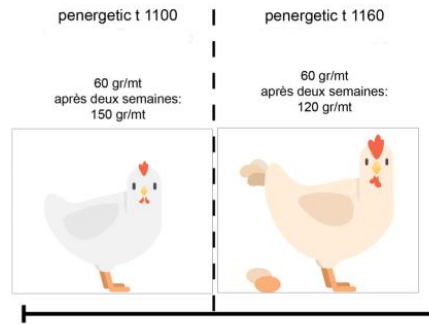 penergetic t 1100
60 gr/mt
après deux semaines:
150 gr/mt
penergetic t 1160
60 gr/mt
après deux semaines:
120 gr/mt